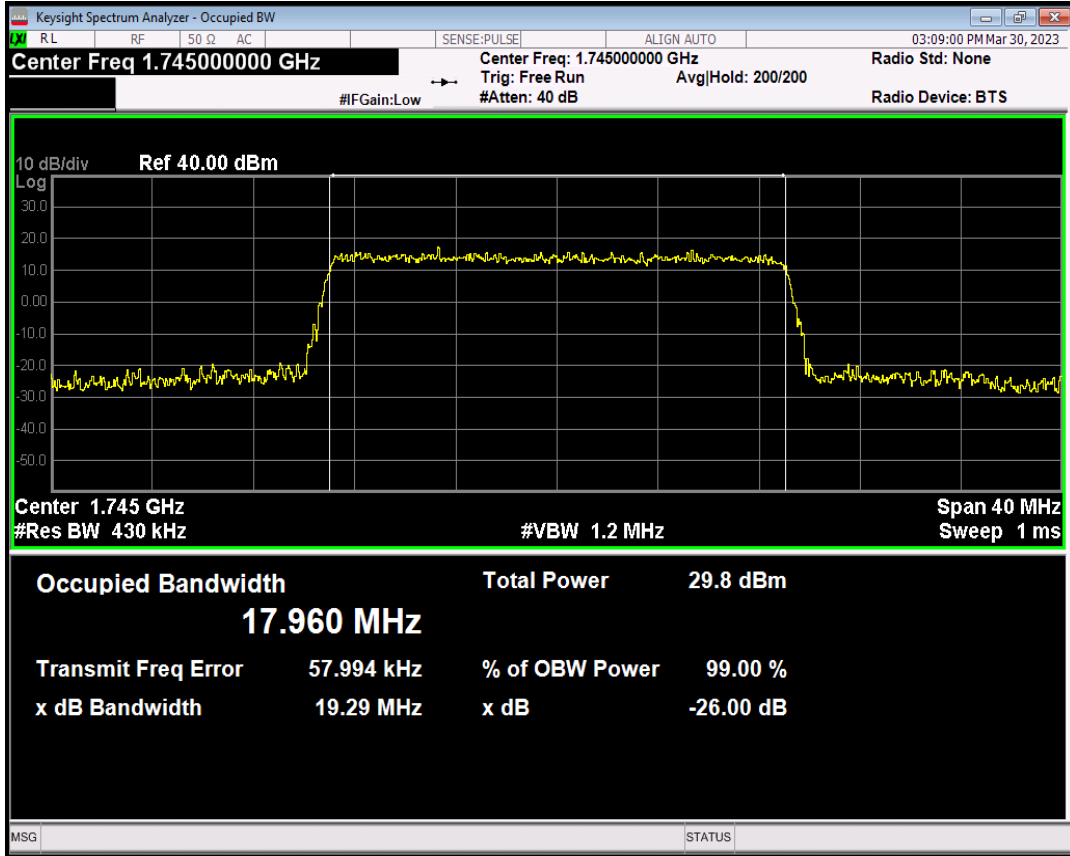 Keysight Spectrum Analyzer - Occupied BW
LXI RL RF 50 Ω AC SENSE:PULSE ALIGN AUTO 03:09:00 PM Mar 30, 2023
Center Freq 1.745000000 GHz Center Freq: 1.745000000 GHz Radio Std: None
Trig: Free Run Avg|Hold: 200/200
#IFGain:Low #Atten: 40 dB Radio Device: BTS
10 dB/div Ref 40.00 dBm
Log
30.0
20.0
10.0
0.00
-10.0
-20.0
-30.0
-40.0
-50.0
Center 1.745 GHz Span 40 MHz
#Res BW 430 kHz #VBW 1.2 MHz Sweep 1 ms
Occupied Bandwidth Total Power 29.8 dBm
17.960 MHz
Transmit Freq Error 57.994 kHz % of OBW Power 99.00 %
x dB Bandwidth 19.29 MHz x dB -26.00 dB
MSG STATUS